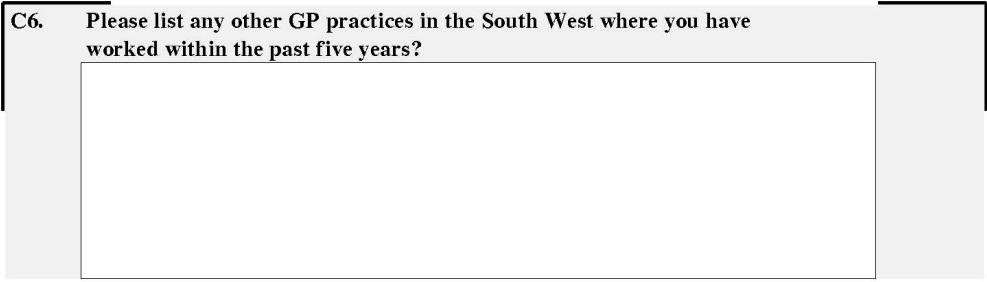 C6. Please list any other GP practices in the South West where you have
worked within the past five years?